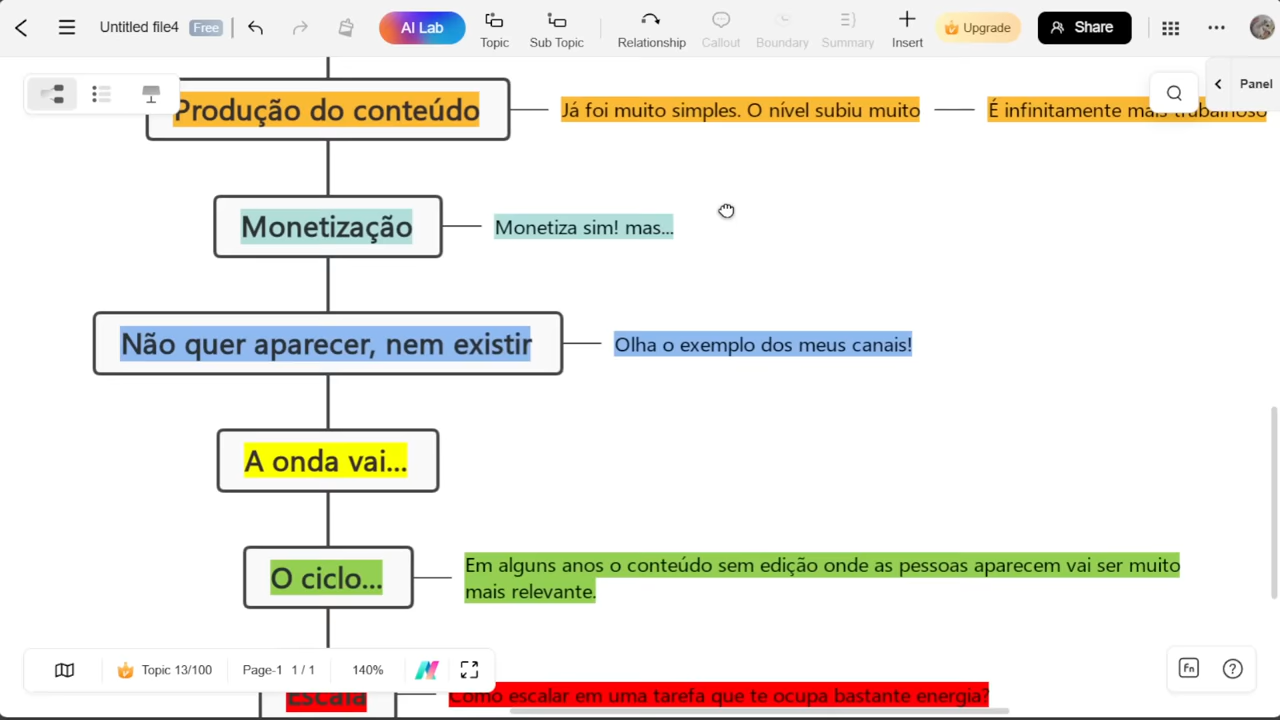 Untitled file4
Free
AI Lab
Topic
Sub Topic
Relationship
Callout
Boundary
Summary
Insert
Upgrade
Share
Panel
Produção do conteúdo
Já foi muito simples. O nível subiu muito
É infinitamente mais trabalhoso
Monetização
Monetiza sim! mas...
Não quer aparecer, nem existir
Olha o exemplo dos meus canais!
A onda vai...
O ciclo...
Em alguns anos o conteúdo sem edição onde as pessoas aparecem vai ser muito
mais relevante.
Topic 13/100
Page-1
1 / 1
140%
Fn
Escala
Como escalar em uma tarefa que te ocupa bastante energia?